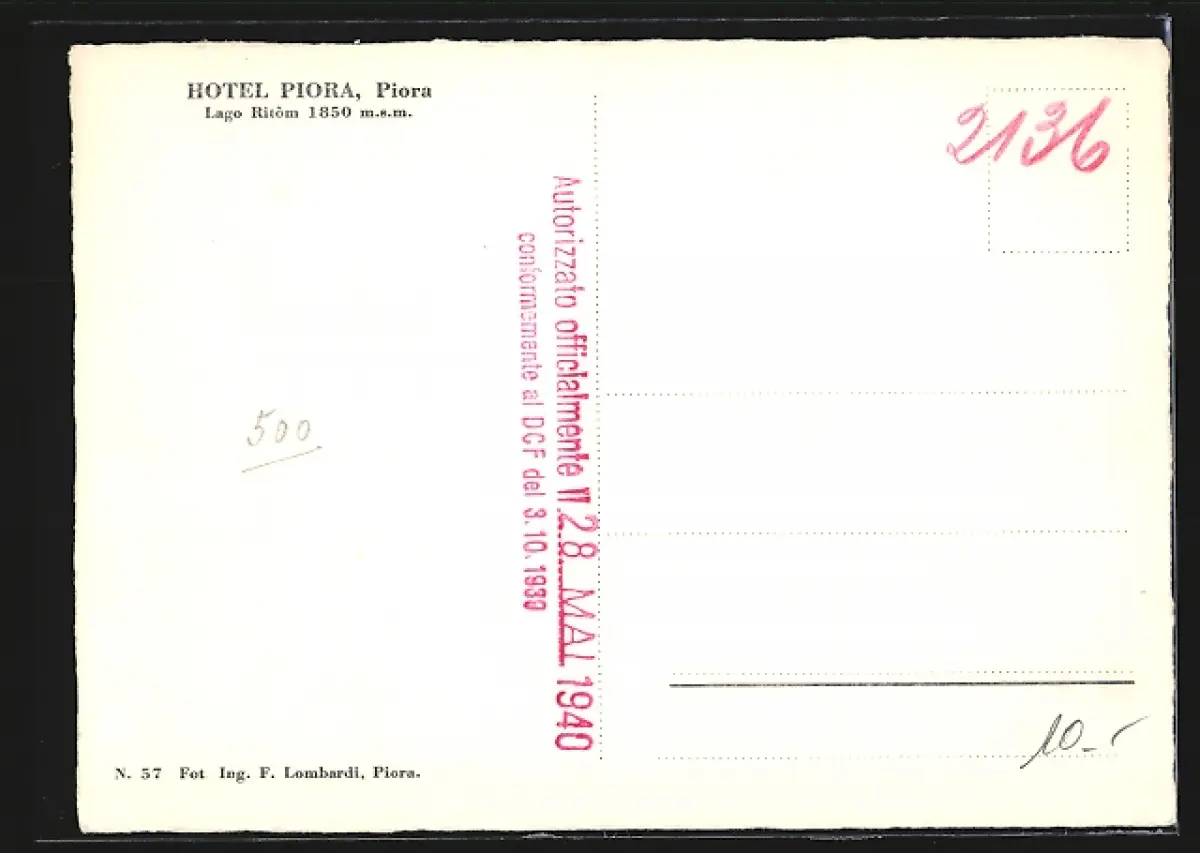 HOTEL PIORA, Piora
Lago Ritòm 1850 m.s.m.
2136
Autorizzato officialmente il 28. MAI 1940
conformemente al DCF del 3.10.1939
500
10.-
N. 57 Fot Ing. F. Lombardi, Piora.